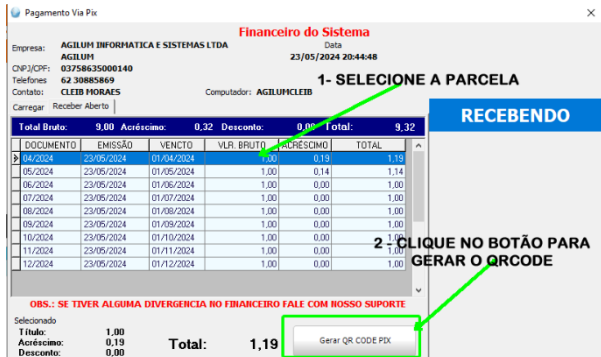 Pagamento Via Pix
Financeiro do Sistema
Empresa: AGILUM INFORMATICA E SISTEMAS LTDA Data
AGILUM 23/05/2024 20:44:48
CNPJ/CPF: 03758635000140
Telefones 62 30885869
1- SELECIONE A PARCELA
Contato: CLEIB MORAES Computador: AGILUMCLEIB
Carregar Receber Aberto
RECEBENDO
Total Bruto: 9,00 Acréscimo: 0,32 Desconto: 0,00 Total: 9,32
DOCUMENTO EMISSÃO VENCTO VLR. BRUTO ACRÉSCIMO TOTAL
04/2024 23/05/2024 01/04/2024 1,00 0,19 1,19
05/2024 23/05/2024 01/05/2024 1,00 0,14 1,14
06/2024 23/05/2024 01/06/2024 1,00 0,00 1,00
07/2024 23/05/2024 01/07/2024 1,00 0,00 1,00
08/2024 23/05/2024 01/08/2024 1,00 0,00 1,00
09/2024 23/05/2024 01/09/2024 1,00 0,00 1,00
10/2024 23/05/2024 01/10/2024 1,00 0,00 1,00
11/2024 23/05/2024 01/11/2024 1,00 0,00 1,00
12/2024 23/05/2024 01/12/2024 1,00 0,00 1,00
2 - CLIQUE NO BOTÃO PARA
GERAR O QRCODE
OBS.: SE TIVER ALGUMA DIVERGENCIA NO FINANCEIRO FALE COM NOSSO SUPORTE
Selecionado
Título: 1,00
Acréscimo: 0,19
Desconto: 0,00
Total: 1,19
Gerar QR CODE PIX